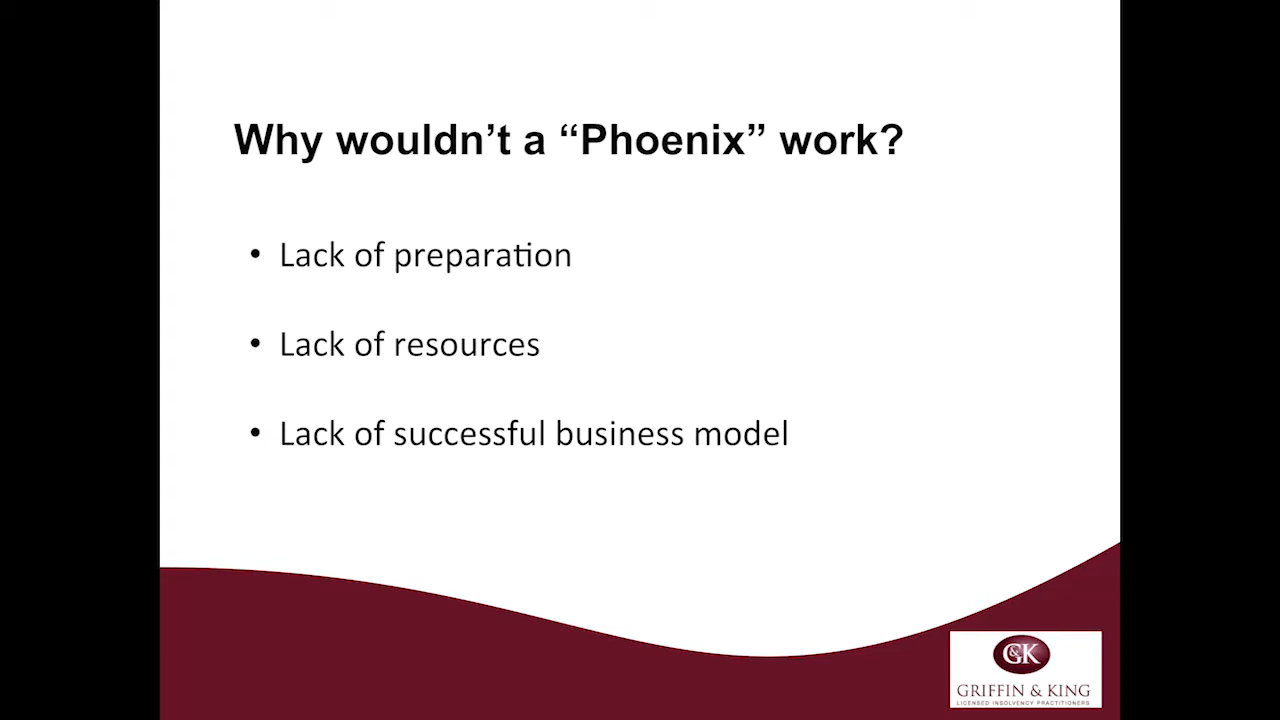 Why wouldn’t a “Phoenix” work?
• Lack of preparation
• Lack of resources
• Lack of successful business model
G&K
GRIFFIN & KING
LICENSED INSOLVENCY PRACTITIONERS